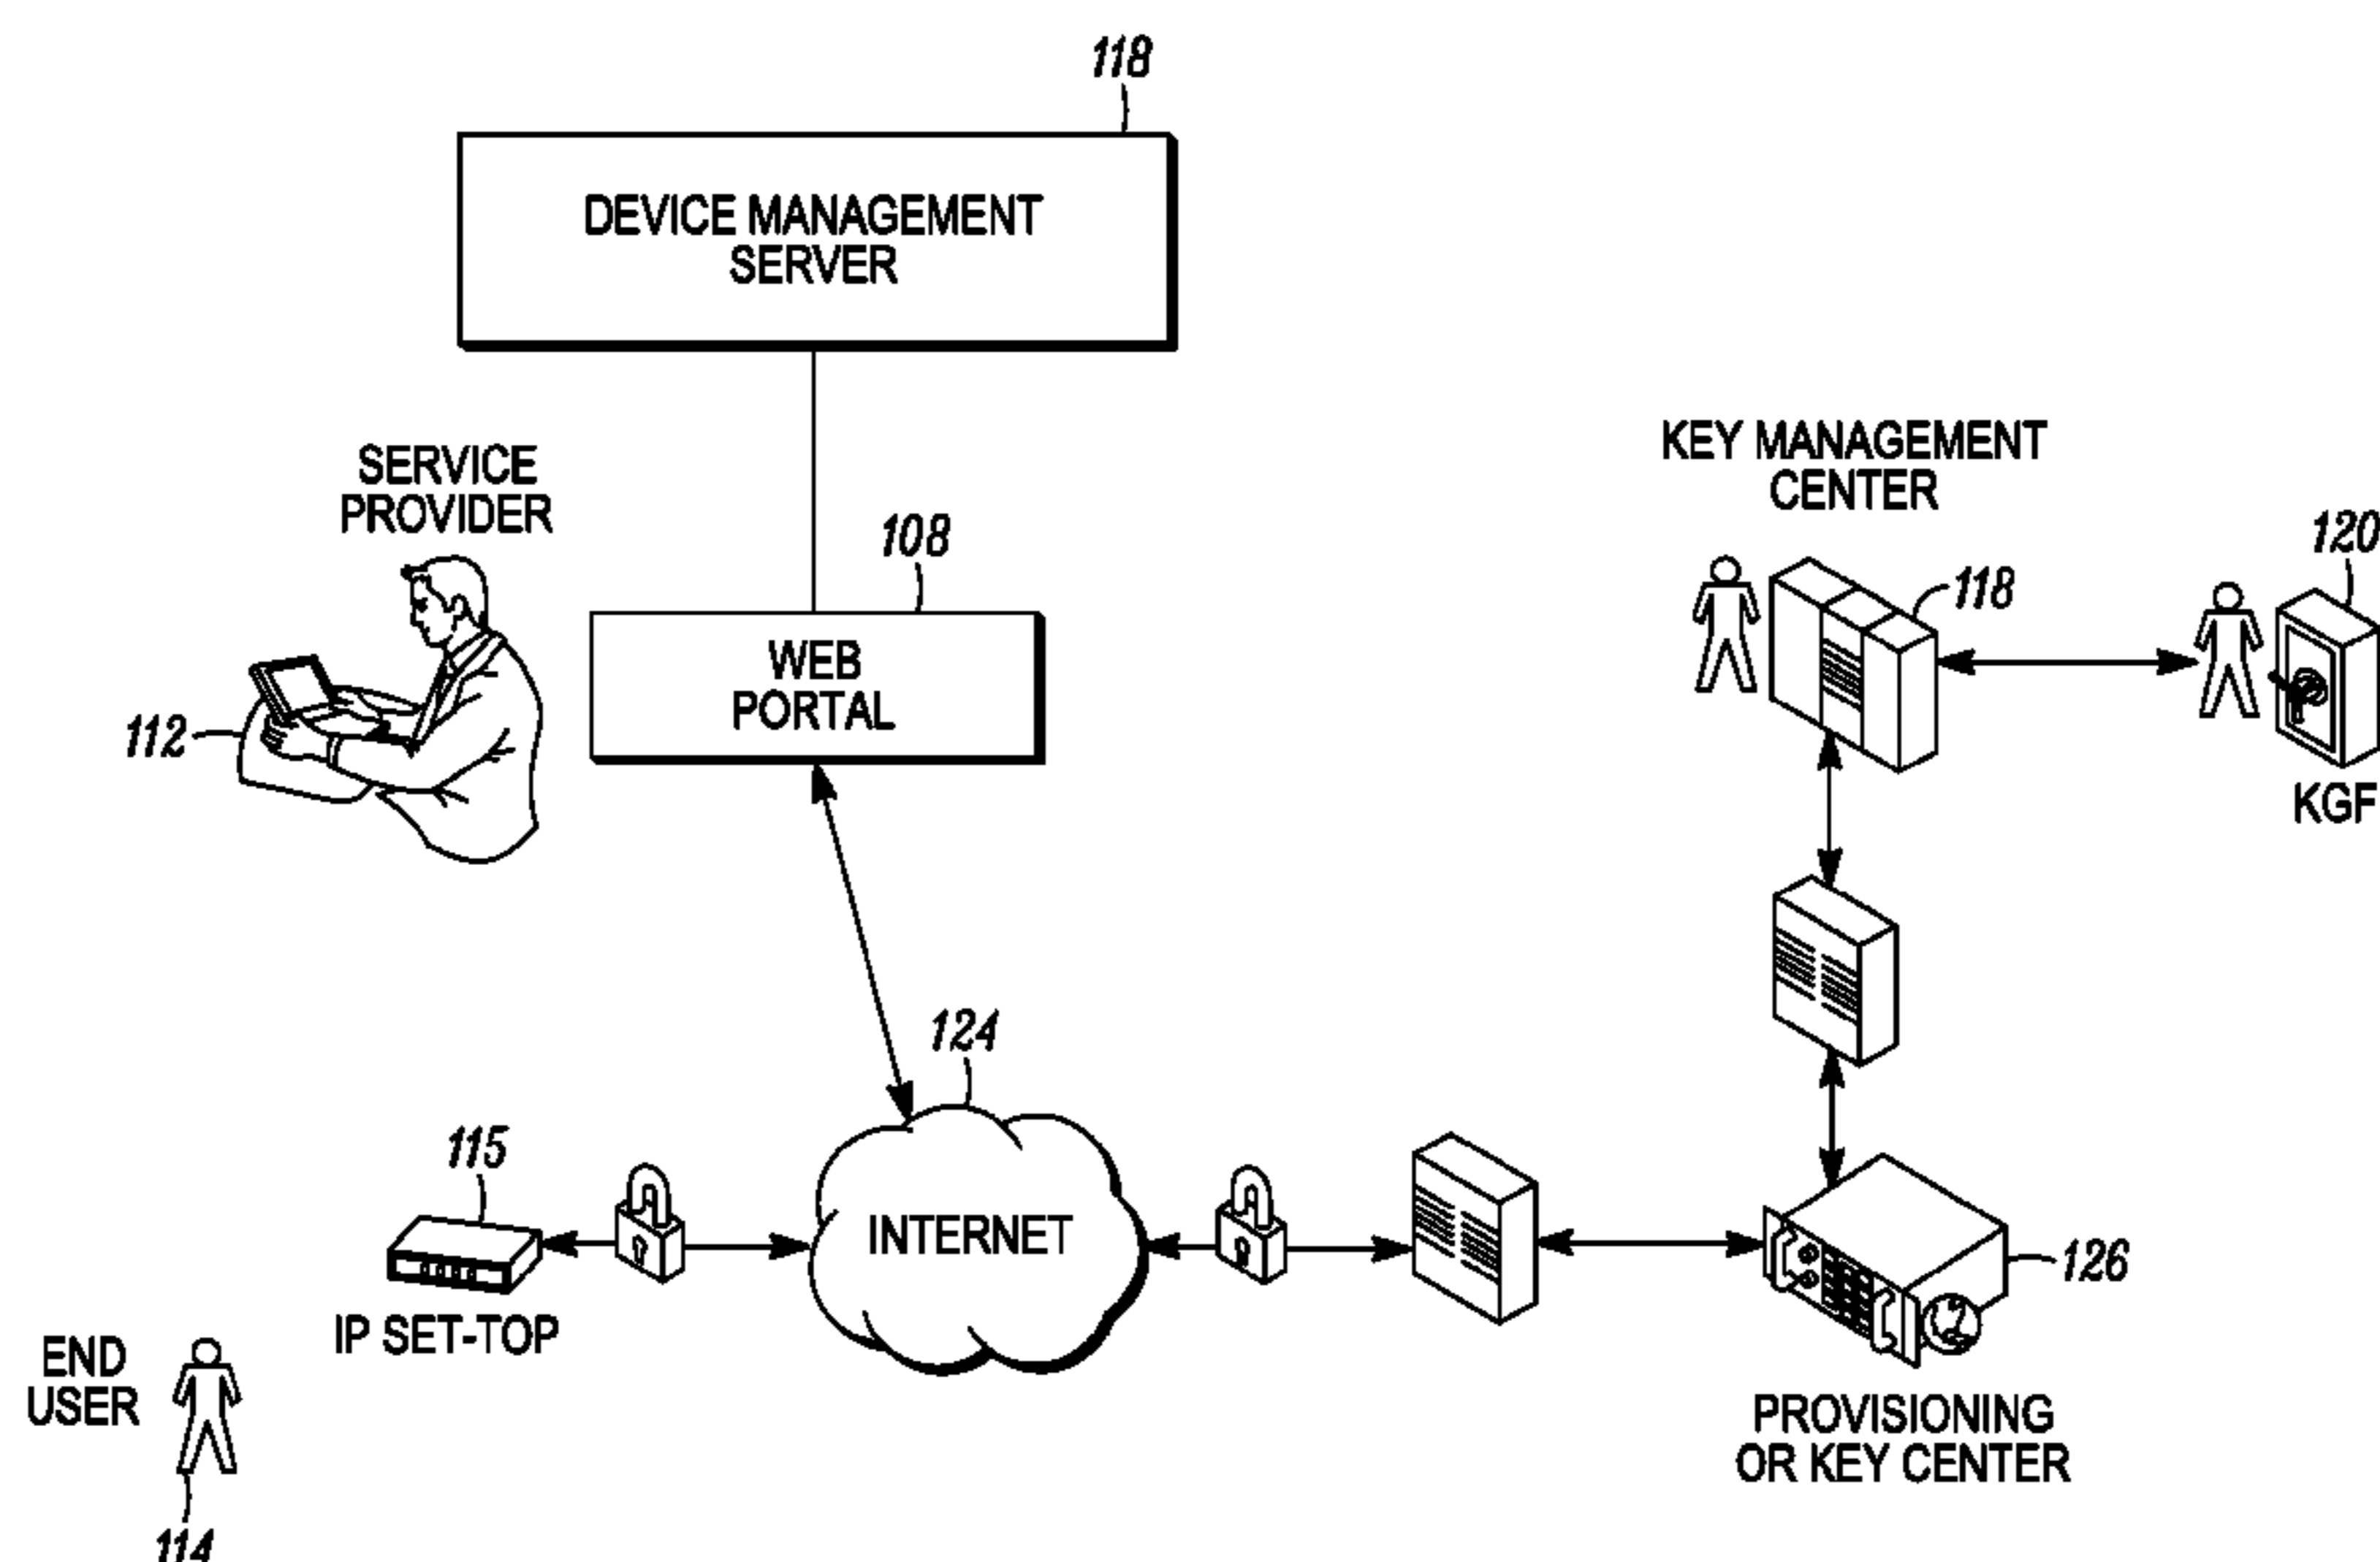 118
DEVICE MANAGEMENT
SERVER
SERVICE
PROVIDER
108
WEB
PORTAL
112
KEY MANAGEMENT
CENTER
118
120
KGF
124
INTERNET
115
IP SET-TOP
END
USER
114
126
PROVISIONING
OR KEY CENTER